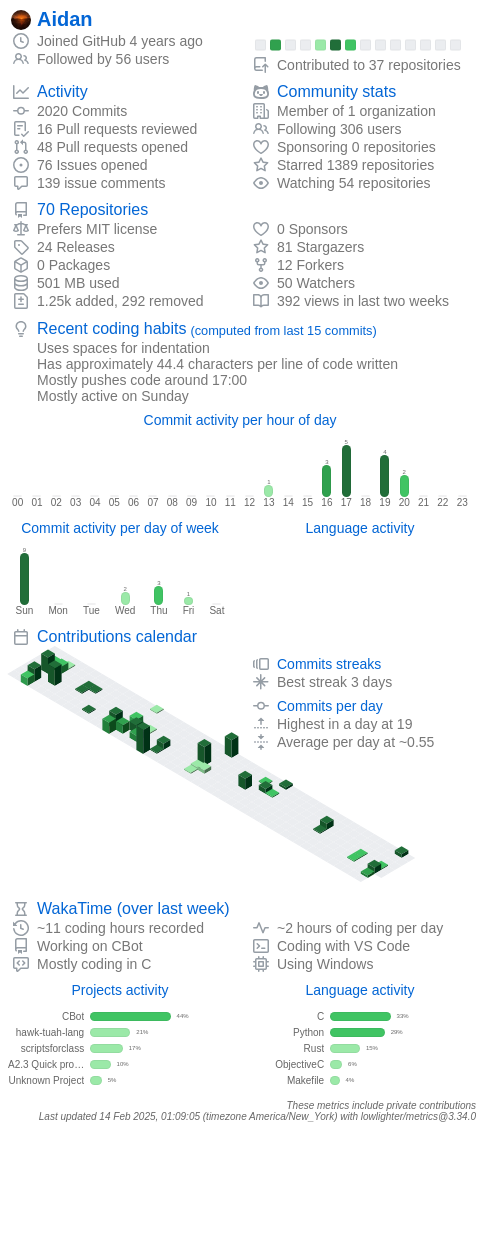 Aidan
Joined GitHub 4 years ago
Followed by 56 users
Contributed to 37 repositories
Activity
2020 Commits
16 Pull requests reviewed
48 Pull requests opened
76 Issues opened
139 issue comments
Community stats
Member of 1 organization
Following 306 users
Sponsoring 0 repositories
Starred 1389 repositories
Watching 54 repositories
70 Repositories
Prefers MIT license
24 Releases
0 Packages
501 MB used
1.25k added, 292 removed
0 Sponsors
81 Stargazers
12 Forkers
50 Watchers
392 views in last two weeks
Recent coding habits (computed from last 15 commits)
Uses spaces for indentation
Has approximately 44.4 characters per line of code written
Mostly pushes code around 17:00
Mostly active on Sunday
Commit activity per hour of day
1 3 5 4 2
00 01 02 03 04 05 06 07 08 09 10 11 12 13 14 15 16 17 18 19 20 21 22 23
Commit activity per day of week
9 2 3 1
Sun Mon Tue Wed Thu Fri Sat
Language activity
Contributions calendar
Commits streaks
Best streak 3 days
Commits per day
Highest in a day at 19
Average per day at ~0.55
WakaTime (over last week)
~11 coding hours recorded
Working on CBot
Mostly coding in C
~2 hours of coding per day
Coding with VS Code
Using Windows
Projects activity
CBot 44%
hawk-tuah-lang 21%
scriptsforclass 17%
A2.3 Quick pro… 10%
Unknown Project 5%
Language activity
C 33%
Python 29%
Rust 15%
ObjectiveC 6%
Makefile 4%
These metrics include private contributions
Last updated 14 Feb 2025, 01:09:05 (timezone America/New_York) with lowlighter/metrics@3.34.0